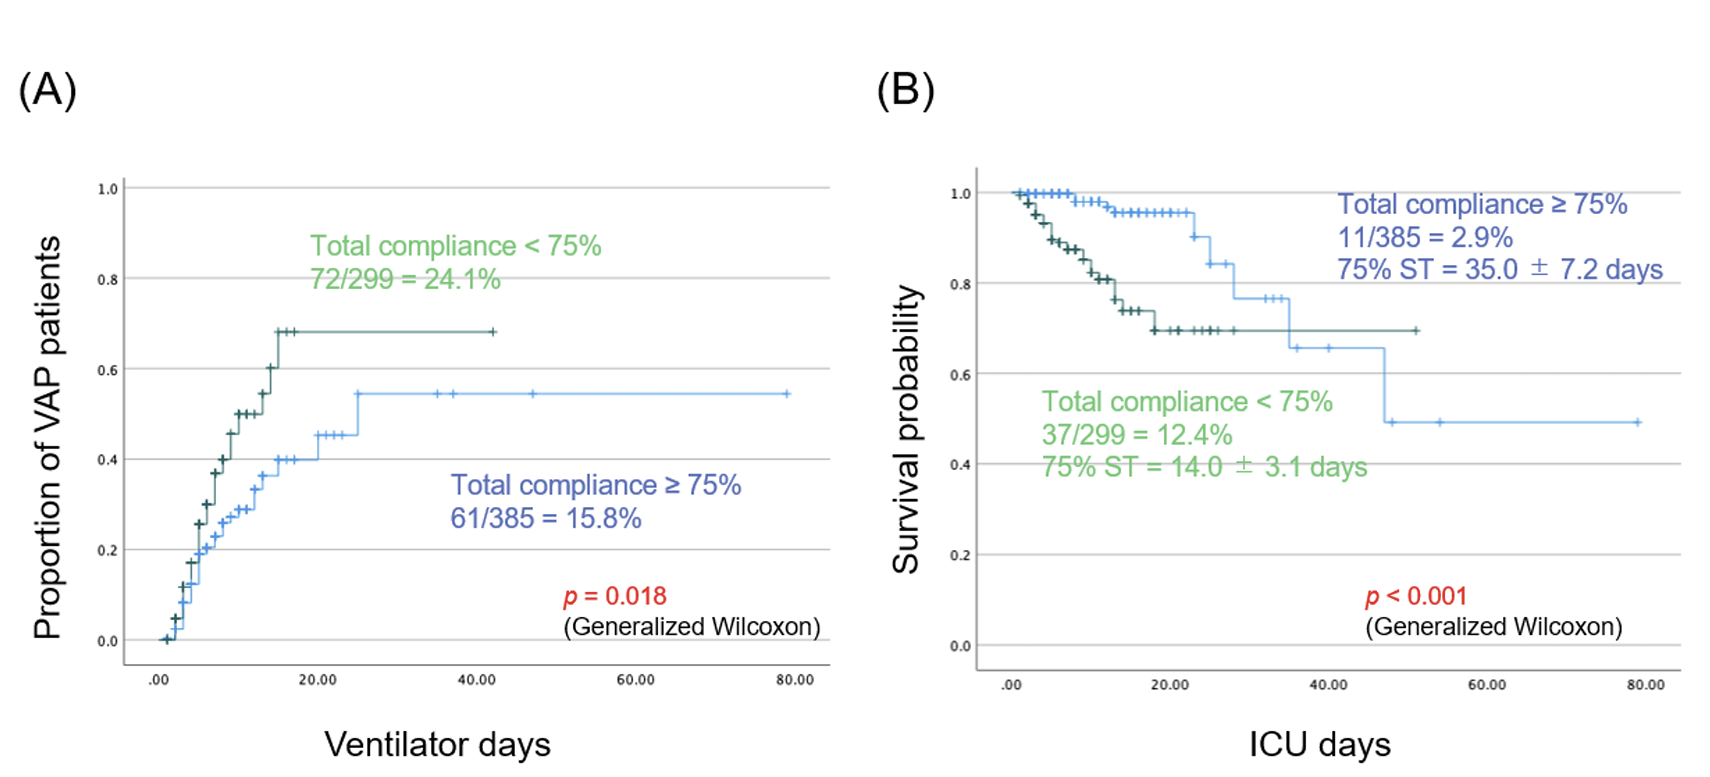 (A)
Proportion of VAP patients
1.0
0.8
0.6
0.4
0.2
0.0
Total compliance < 75%
72/299 = 24.1%
Total compliance ≥ 75%
61/385 = 15.8%
p = 0.018
(Generalized Wilcoxon)
.00 20.00 40.00 60.00 80.00
Ventilator days
(B)
Survival probability
1.0
0.8
0.6
0.4
0.2
0.0
Total compliance ≥ 75%
11/385 = 2.9%
75% ST = 35.0 ± 7.2 days
Total compliance < 75%
37/299 = 12.4%
75% ST = 14.0 ± 3.1 days
p < 0.001
(Generalized Wilcoxon)
.00 20.00 40.00 60.00 80.00
ICU days